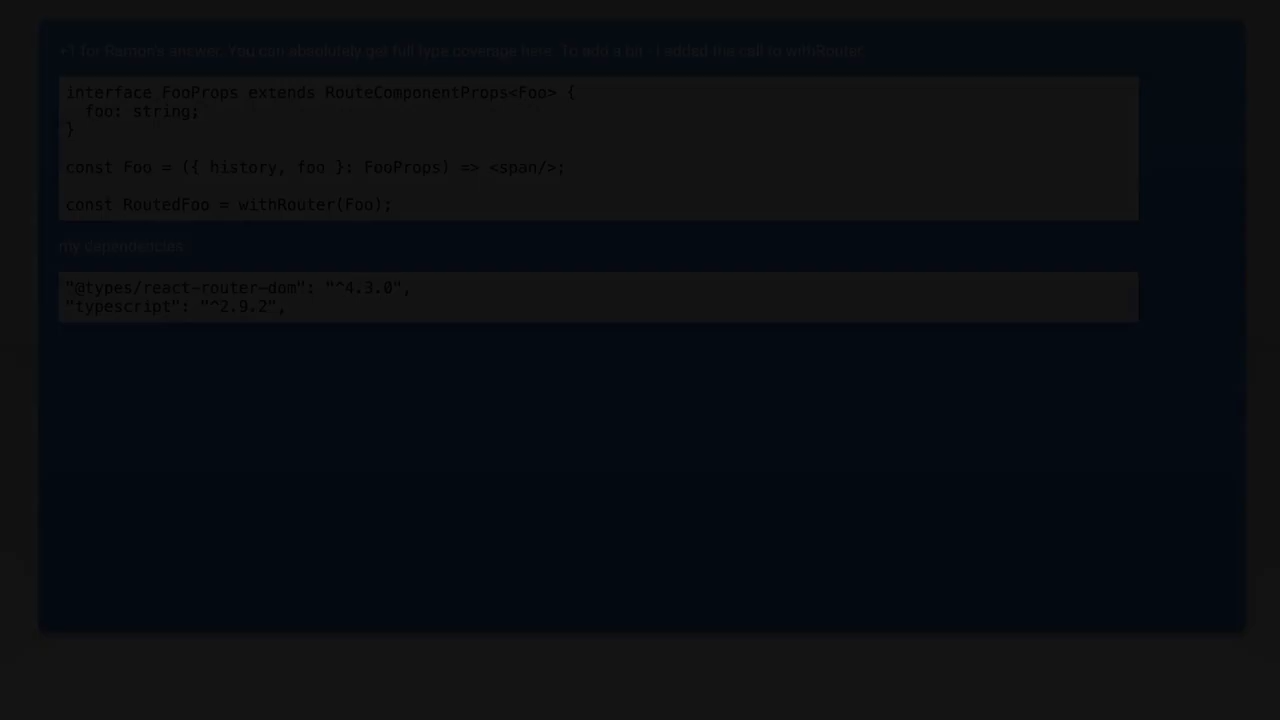 +1 for Ramon's answer. You can absolutely get full type coverage here. To add a bit - I added the call to withRouter.
interface FooProps extends RouteComponentProps<Foo> {
  foo: string;
}
const Foo = ({ history, foo }: FooProps) => <span/>;
const RoutedFoo = withRouter(Foo);
my dependencies:
"@types/react-router-dom": "^4.3.0",
"typescript": "^2.9.2",